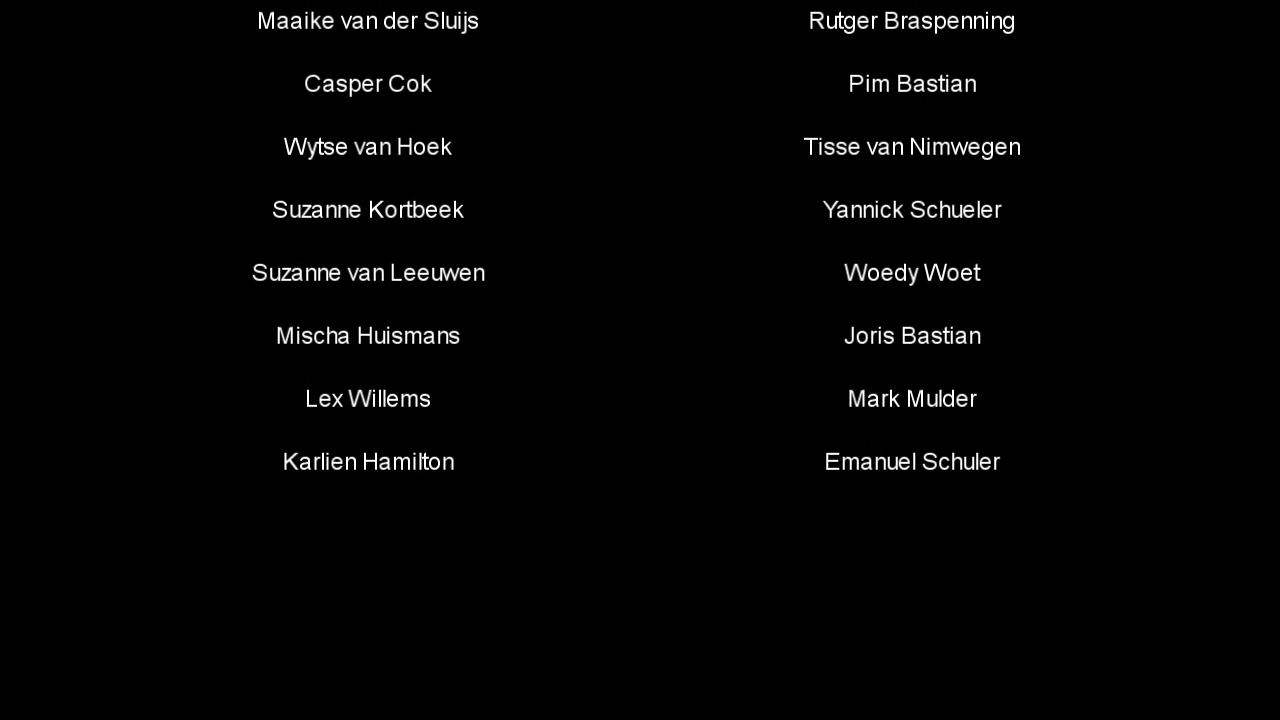 Maaike van der Sluijs Rutger Braspenning
Casper Cok Pim Bastian
Wytse van Hoek Tisse van Nimwegen
Suzanne Kortbeek Yannick Schueler
Suzanne van Leeuwen Woedy Woet
Mischa Huismans Joris Bastian
Lex Willems Mark Mulder
Karlien Hamilton Emanuel Schuler